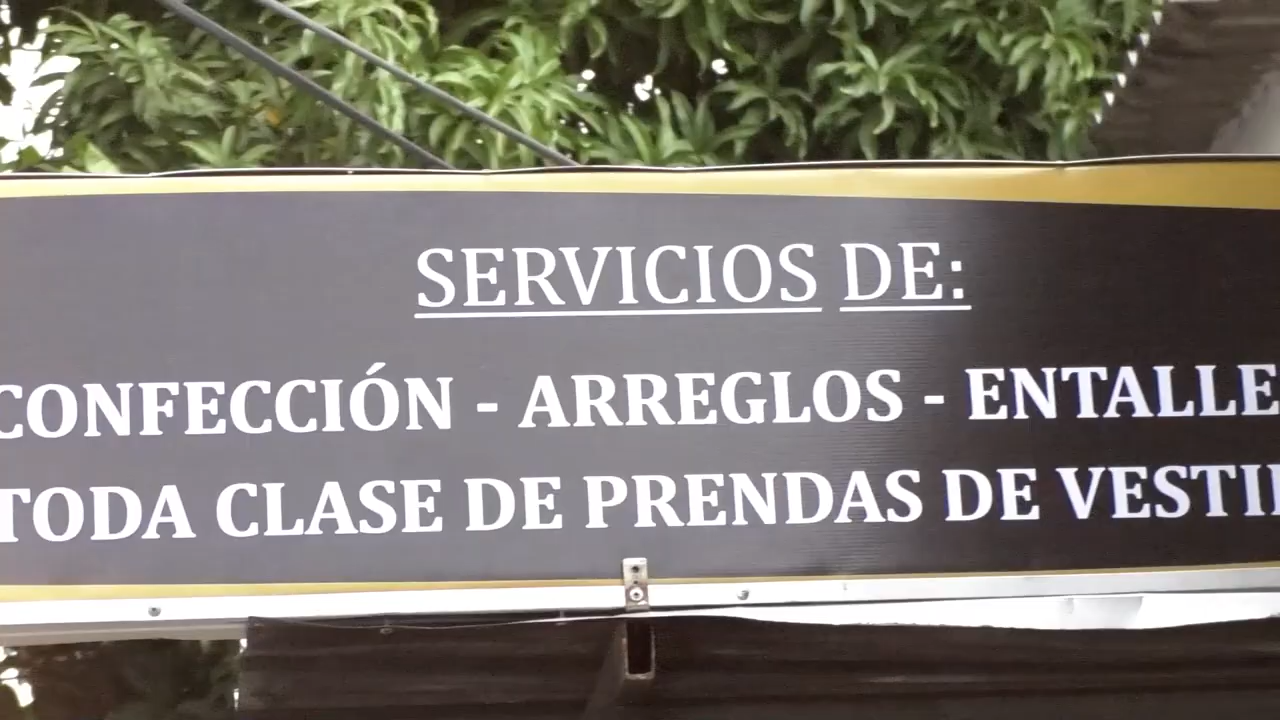 SERVICIOS DE:
CONFECCIÓN - ARREGLOS - ENTALLE
TODA CLASE DE PRENDAS DE VESTI